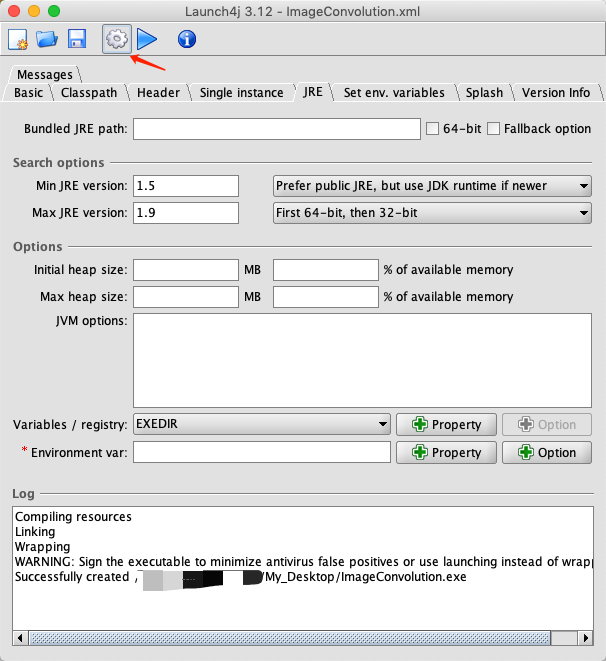 Launch4j 3.12 - ImageConvolution.xml
Messages
Basic Classpath Header Single instance JRE Set env. variables Splash Version Info
Bundled JRE path: 64-bit Fallback option
Search options
Min JRE version: 1.5 Prefer public JRE, but use JDK runtime if newer
Max JRE version: 1.9 First 64-bit, then 32-bit
Options
Initial heap size: MB % of available memory
Max heap size: MB % of available memory
JVM options:
Variables / registry: EXEDIR Property Option
* Environment var: Property Option
Log
Compiling resources
Linking
Wrapping
WARNING: Sign the executable to minimize antivirus false positives or use launching instead of wrapp
Successfully created / /My_Desktop/ImageConvolution.exe